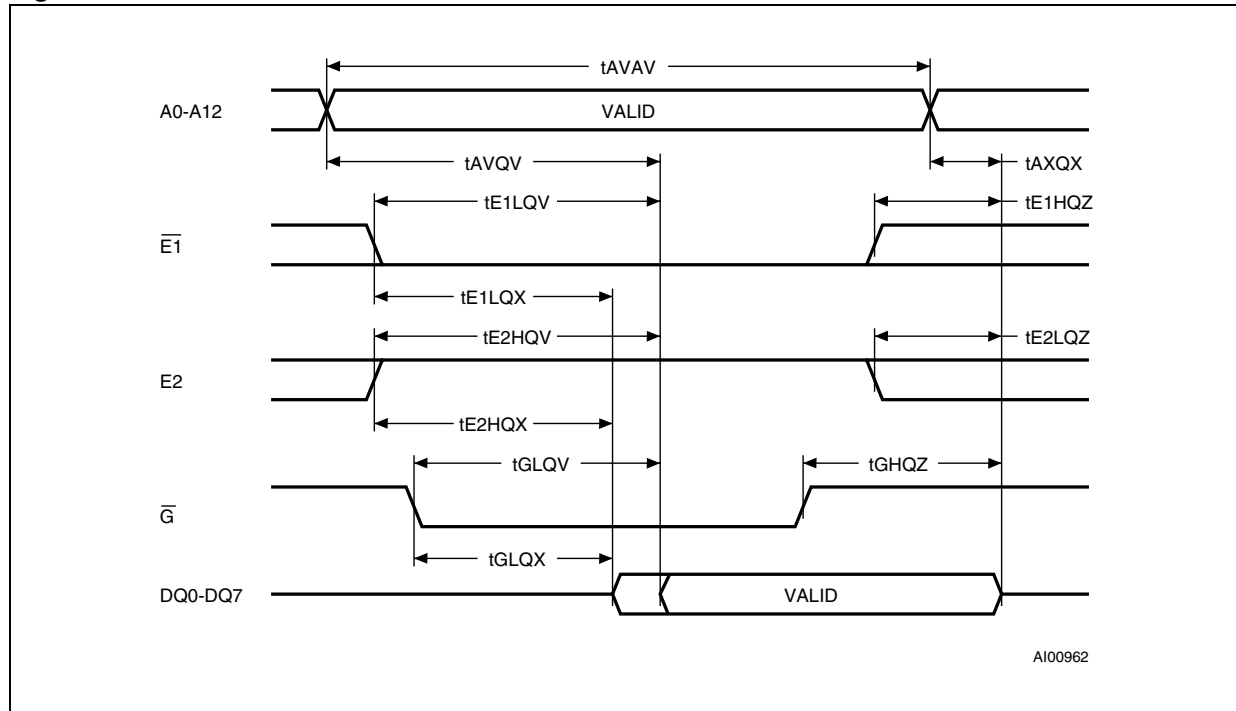 tAVAV
A0-A12
VALID
tAVQV
tAXQX
tE1LQV
tE1HQZ
E1
tE1LQX
tE2HQV
tE2LQZ
E2
tE2HQX
tGLQV
tGHQZ
G
tGLQX
DQ0-DQ7
VALID
AI00962